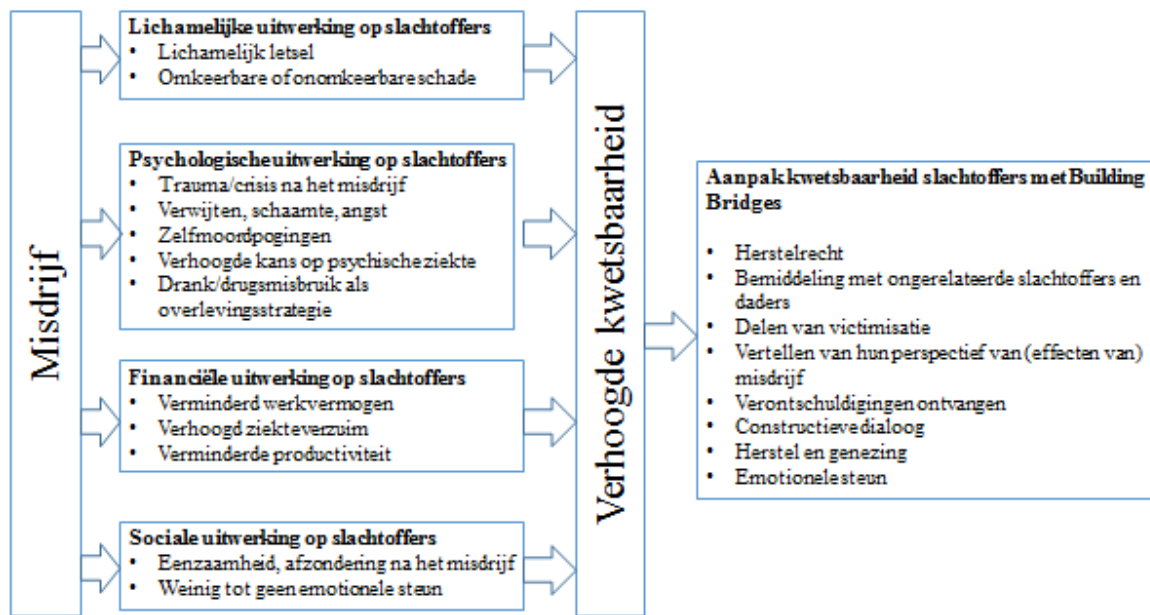 Misdrijf
Lichamelijke uitwerking op slachtoffers
• Lichamelijk letsel
• Omkeerbare of onomkeerbare schade
Psychologische uitwerking op slachtoffers
• Trauma/crisis na het misdrijf
• Verwijten, schaamte, angst
• Zelfmoordpogingen
• Verhoogde kans op psychische ziekte
• Drank/drugsmisbruik als
overlevingsstrategie
Financiële uitwerking op slachtoffers
• Verminderd werkvermogen
• Verhoogd ziekteverzuim
• Verminderde productiviteit
Sociale uitwerking op slachtoffers
• Eenzaamheid, afzondering na het misdrijf
• Weinig tot geen emotionele steun
Verhoogde kwetsbaarheid
Aanpak kwetsbaarheid slachtoffers met Building
Bridges
• Herstelrecht
• Bemiddeling met ongerelateerde slachtoffers en
daders
• Delen van victimisatie
• Vertellen van hun perspectief van (effecten van)
misdrijf
• Verontschuldigingen ontvangen
• Constructieve dialoog
• Herstel en genezing
• Emotionele steun